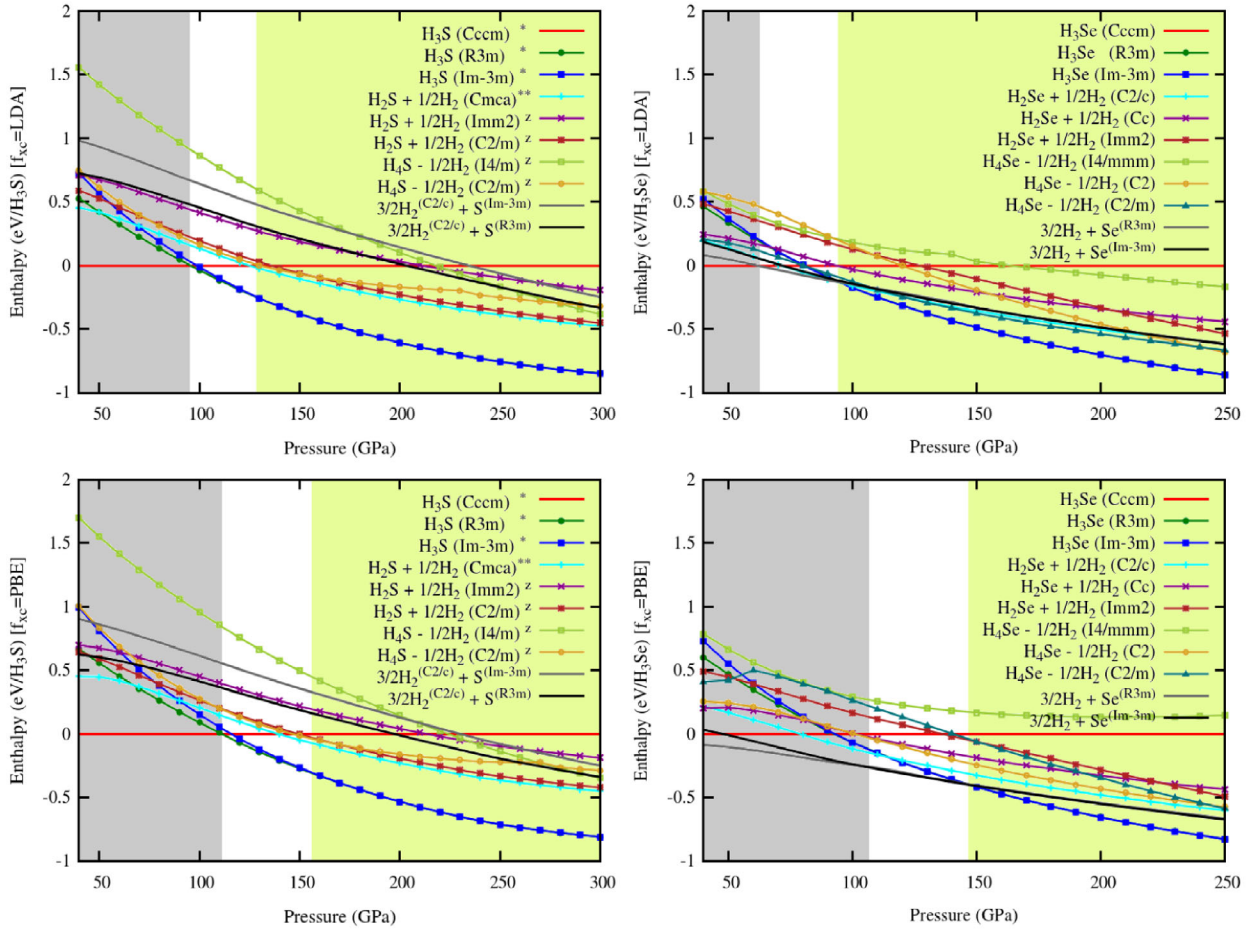 2
1.5
1
0.5
0
-0.5
-1
Enthalpy (eV/H₃S) [f_xc=LDA]
H₃S (Cccm) *
H₃S (R3m) *
H₃S (Im-3m) *
H₂S + 1/2H₂ (Cmca)**
H₂S + 1/2H₂ (Imm2) z
H₂S + 1/2H₂ (C2/m) z
H₄S - 1/2H₂ (I4/m) z
H₄S - 1/2H₂ (C2/m) z
3/2H₂(C2/c) + S(Im-3m)
3/2H₂(C2/c) + S(R3m)
50 100 150 200 250 300
Pressure (GPa)
2
1.5
1
0.5
0
-0.5
-1
Enthalpy (eV/H₃Se) [f_xc=LDA]
H₃Se (Cccm)
H₃Se (R3m)
H₃Se (Im-3m)
H₂Se + 1/2H₂ (C2/c)
H₂Se + 1/2H₂ (Cc)
H₂Se + 1/2H₂ (Imm2)
H₄Se - 1/2H₂ (I4/mmm)
H₄Se - 1/2H₂ (C2)
H₄Se - 1/2H₂ (C2/m)
3/2H₂ + Se(R3m)
3/2H₂ + Se(Im-3m)
50 100 150 200 250
Pressure (GPa)
2
1.5
1
0.5
0
-0.5
-1
Enthalpy (eV/H₃S) [f_xc=PBE]
H₃S (Cccm) *
H₃S (R3m) *
H₃S (Im-3m) *
H₂S + 1/2H₂ (Cmca)**
H₂S + 1/2H₂ (Imm2) z
H₂S + 1/2H₂ (C2/m) z
H₄S - 1/2H₂ (I4/m) z
H₄S - 1/2H₂ (C2/m) z
3/2H₂(C2/c) + S(Im-3m)
3/2H₂(C2/c) + S(R3m)
50 100 150 200 250 300
Pressure (GPa)
2
1.5
1
0.5
0
-0.5
-1
Enthalpy (eV/H₃Se) [f_xc=PBE]
H₃Se (Cccm)
H₃Se (R3m)
H₃Se (Im-3m)
H₂Se + 1/2H₂ (C2/c)
H₂Se + 1/2H₂ (Cc)
H₂Se + 1/2H₂ (Imm2)
H₄Se - 1/2H₂ (I4/mmm)
H₄Se - 1/2H₂ (C2)
H₄Se - 1/2H₂ (C2/m)
3/2H₂ + Se(R3m)
3/2H₂ + Se(Im-3m)
50 100 150 200 250
Pressure (GPa)